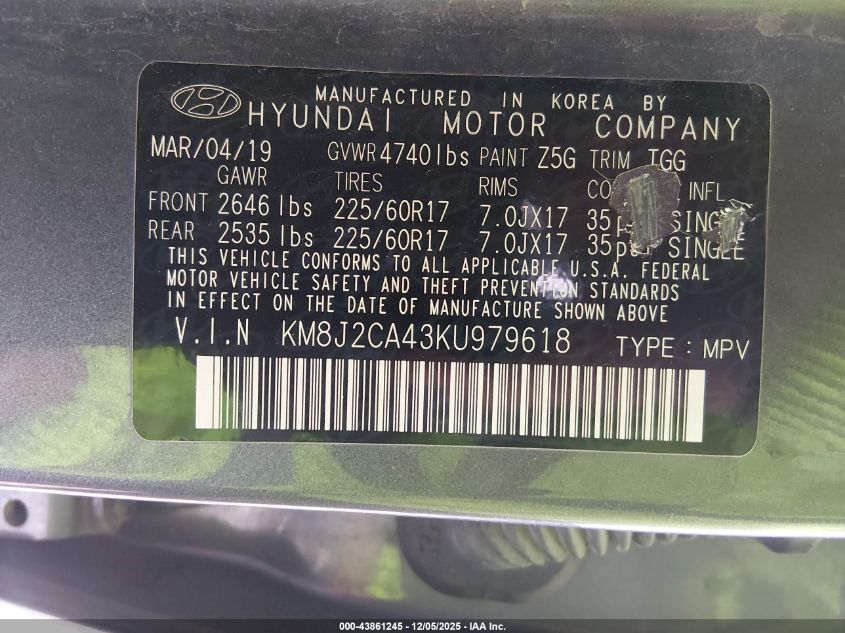 MANUFACTURED IN KOREA BY
HYUNDAI MOTOR COMPANY
MAR/04/19 GVWR 4740lbs PAINT Z5G TRIM TGG
GAWR TIRES RIMS INFL
FRONT 2646 lbs 225/60R17 7.0JX17 SINGLE
REAR 2535 lbs 225/60R17 7.0JX17 35psi SINGLE
THIS VEHICLE CONFORMS TO ALL APPLICABLE U.S.A. FEDERAL
MOTOR VEHICLE SAFETY AND THEFT PREVENTION STANDARDS
IN EFFECT ON THE DATE OF MANUFACTURE SHOWN ABOVE
V.I.N KM8J2CA43KU979618 TYPE : MPV
000-43861245 - 12/05/2025 - IAA Inc.